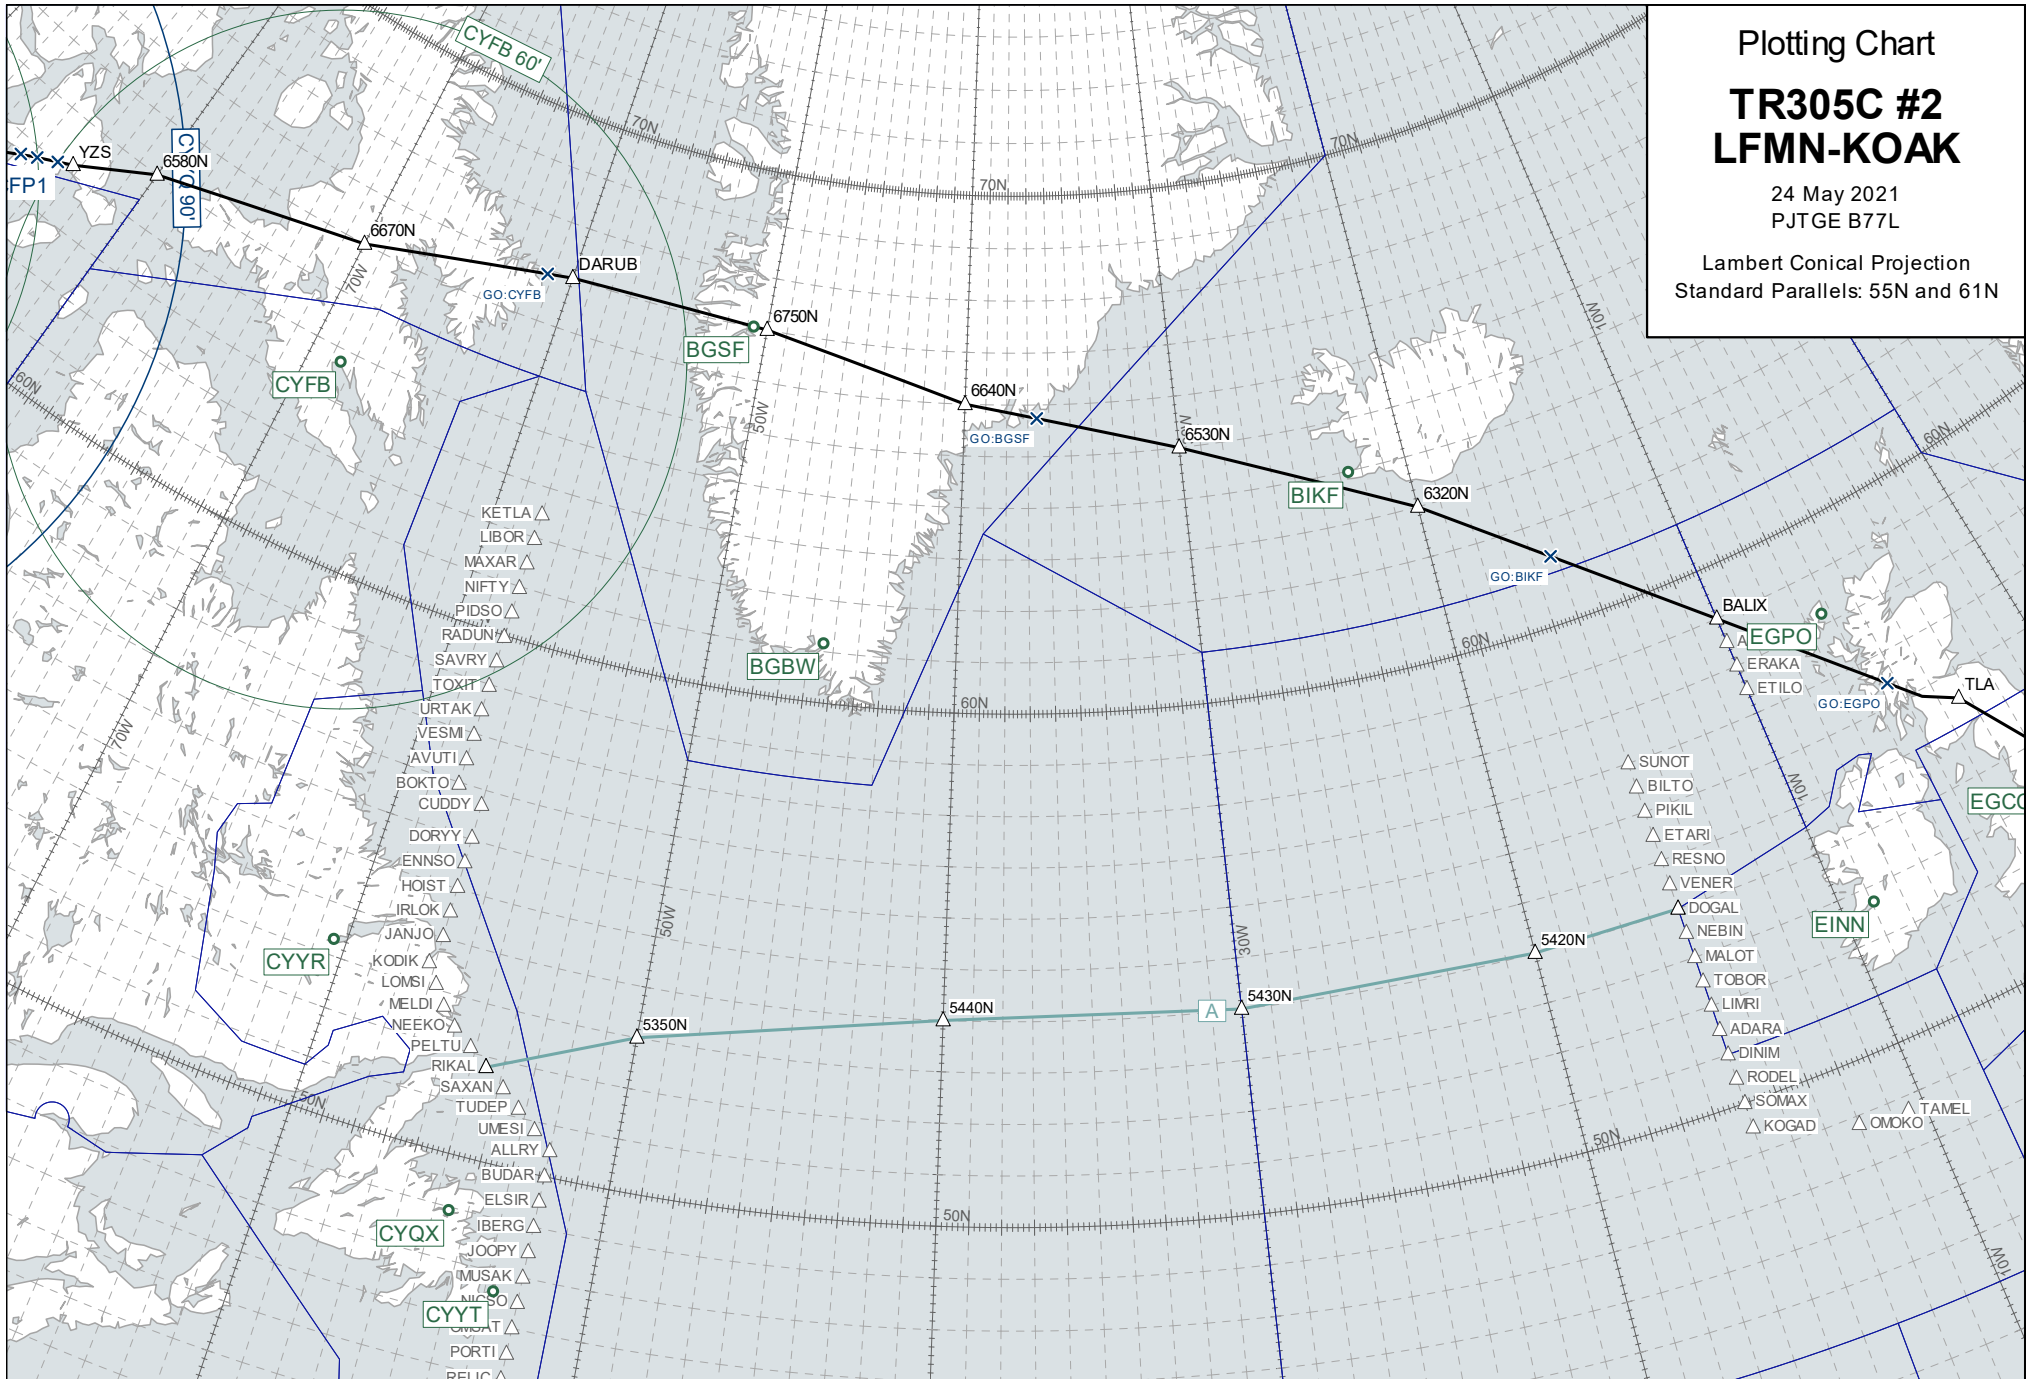 Plotting Chart
TR305C #2
LFMN-KOAK
24 May 2021
PJTGE B77L
Lambert Conical Projection
Standard Parallels: 55N and 61N
CYFB 60'
70N
70N
70N
10W
YZS
6580N
90'
FP1
6670N
70W
DARUB
GO:CYFB
6750N
BGSF
CYFB
60N
50W
6640N
GO:BGSF
6530N
BIKF
6320N
GO:BIKF
60N
60N
BALIX
EGPO
ERAKA
ETILO
TLA
GO:EGPO
KETLA
LIBOR
MAXAR
NIFTY
PIDSO
RADUN
SAVRY
TOXIT
URTAK
VESMI
AVUTI
BOKTO
CUDDY
DORYY
ENNSO
HOIST
IRLOK
JANJO
KODIK
LOMSI
MELDI
NEEKO
PELTU
RIKAL
SAXAN
TUDEP
UMESI
ALLRY
BUDAR
ELSIR
IBERG
JOOPY
MUSAK
PORTI
BGBW
60N
70W
50W
30W
10W
10W
SUNOT
BILTO
PIKIL
ETARI
RESNO
VENER
DOGAL
NEBIN
MALOT
TOBOR
LIMRI
ADARA
DINIM
RODEL
SOMAX
KOGAD
OMOKO
TAMEL
EINN
CYYR
5350N
5440N
A
5430N
5420N
50N
50N
50N
CYQX
CYYT